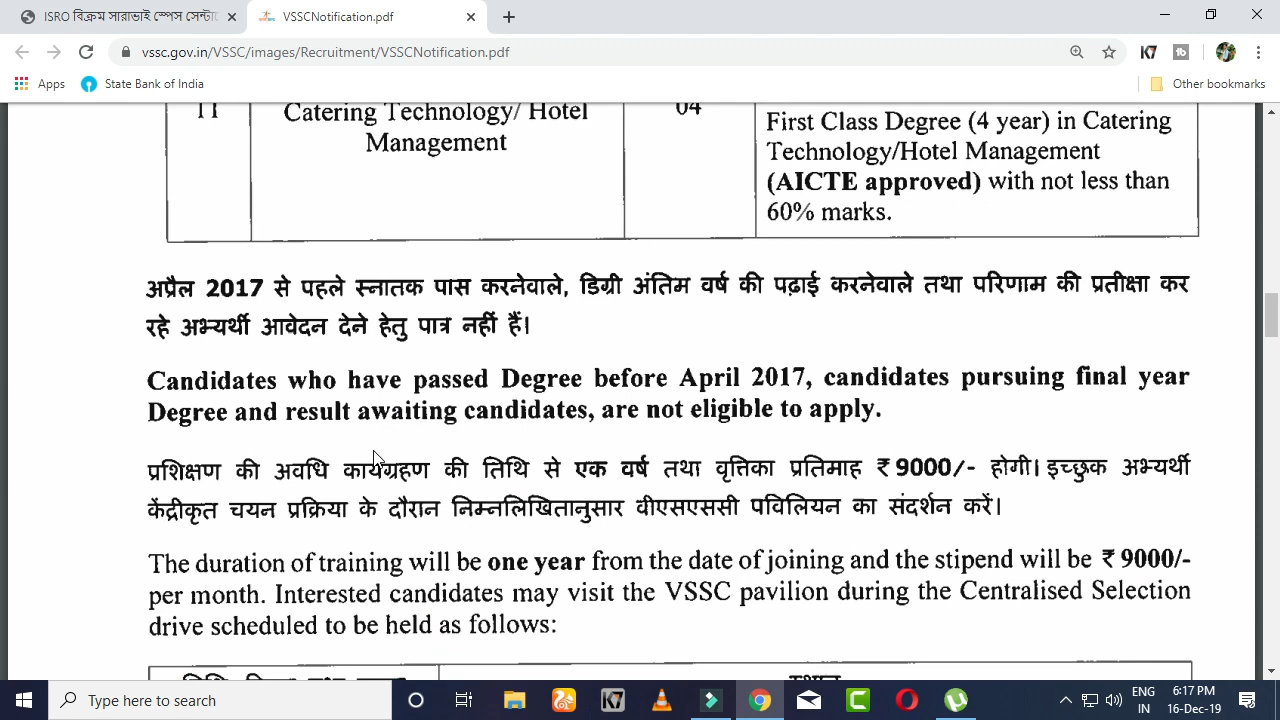 ISRO বিক্রম সারাভাই স্পেস সেন্টারে
VSSCNotification.pdf
vssc.gov.in/VSSC/images/Recruitment/VSSCNotification.pdf
Apps
State Bank of India
Other bookmarks
11
Catering Technology/ Hotel
Management
04
First Class Degree (4 year) in Catering
Technology/Hotel Management
(AICTE approved) with not less than
60% marks.
अप्रैल 2017 से पहले स्नातक पास करनेवाले, डिग्री अंतिम वर्ष की पढ़ाई करनेवाले तथा परिणाम की प्रतीक्षा कर
रहे अभ्यर्थी आवेदन देने हेतु पात्र नहीं हैं।
Candidates who have passed Degree before April 2017, candidates pursuing final year
Degree and result awaiting candidates, are not eligible to apply.
प्रशिक्षण की अवधि कार्यग्रहण की तिथि से एक वर्ष तथा वृत्तिका प्रतिमाह ₹ 9000/- होगी। इच्छुक अभ्यर्थी
केंद्रीकृत चयन प्रक्रिया के दौरान निम्नलिखितानुसार वीएसएससी पविलियन का संदर्शन करें।
The duration of training will be one year from the date of joining and the stipend will be ₹ 9000/-
per month. Interested candidates may visit the VSSC pavilion during the Centralised Selection
drive scheduled to be held as follows:
Type here to search
ENG
IN
6:17 PM
16-Dec-19